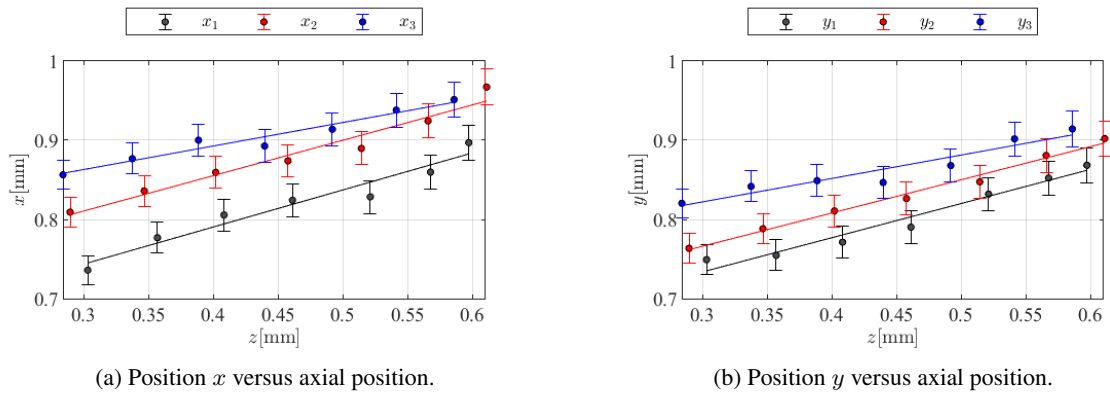 x₁ x₂ x₃
1
0.9
0.8
0.7
x[mm]
0.3 0.35 0.4 0.45 0.5 0.55 0.6
z[mm]
(a) Position x versus axial position.
y₁ y₂ y₃
1
0.9
0.8
0.7
y[mm]
0.3 0.35 0.4 0.45 0.5 0.55 0.6
z[mm]
(b) Position y versus axial position.